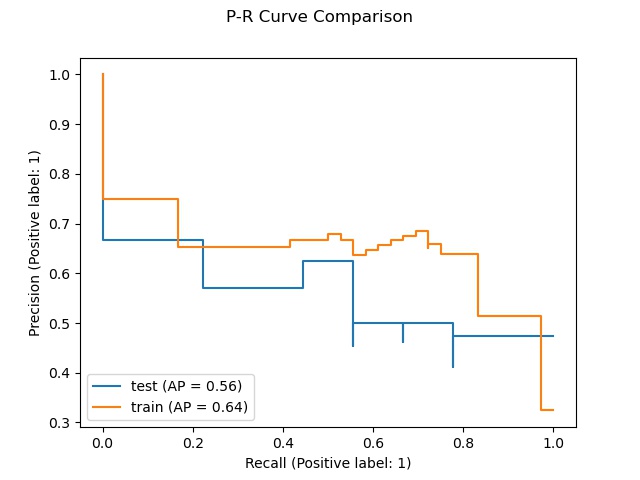 P-R Curve Comparison
1.0
0.9
0.8
0.7
0.6
0.5
0.4
0.3
Precision (Positive label: 1)
test (AP = 0.56)
train (AP = 0.64)
0.0 0.2 0.4 0.6 0.8 1.0
Recall (Positive label: 1)